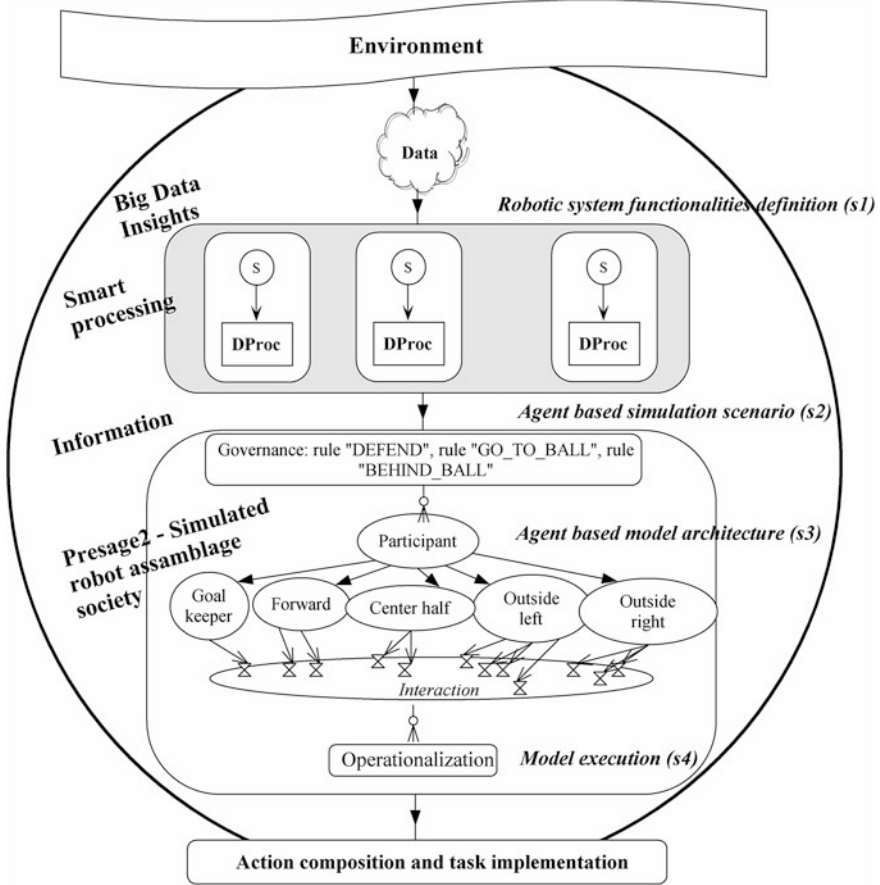 Environment
Data
Big Data
Insights
Robotic system functionalities definition (s1)
S
S
S
Smart
processing
DProc
DProc
DProc
Agent based simulation scenario (s2)
Information
Governance: rule "DEFEND", rule "GO_TO_BALL", rule
"BEHIND_BALL"
Presage2 - Simulated
robot assamblage
society
Agent based model architecture (s3)
Participant
Goal
keeper
Forward
Center half
Outside
left
Outside
right
Interaction
Operationalization
Model execution (s4)
Action composition and task implementation